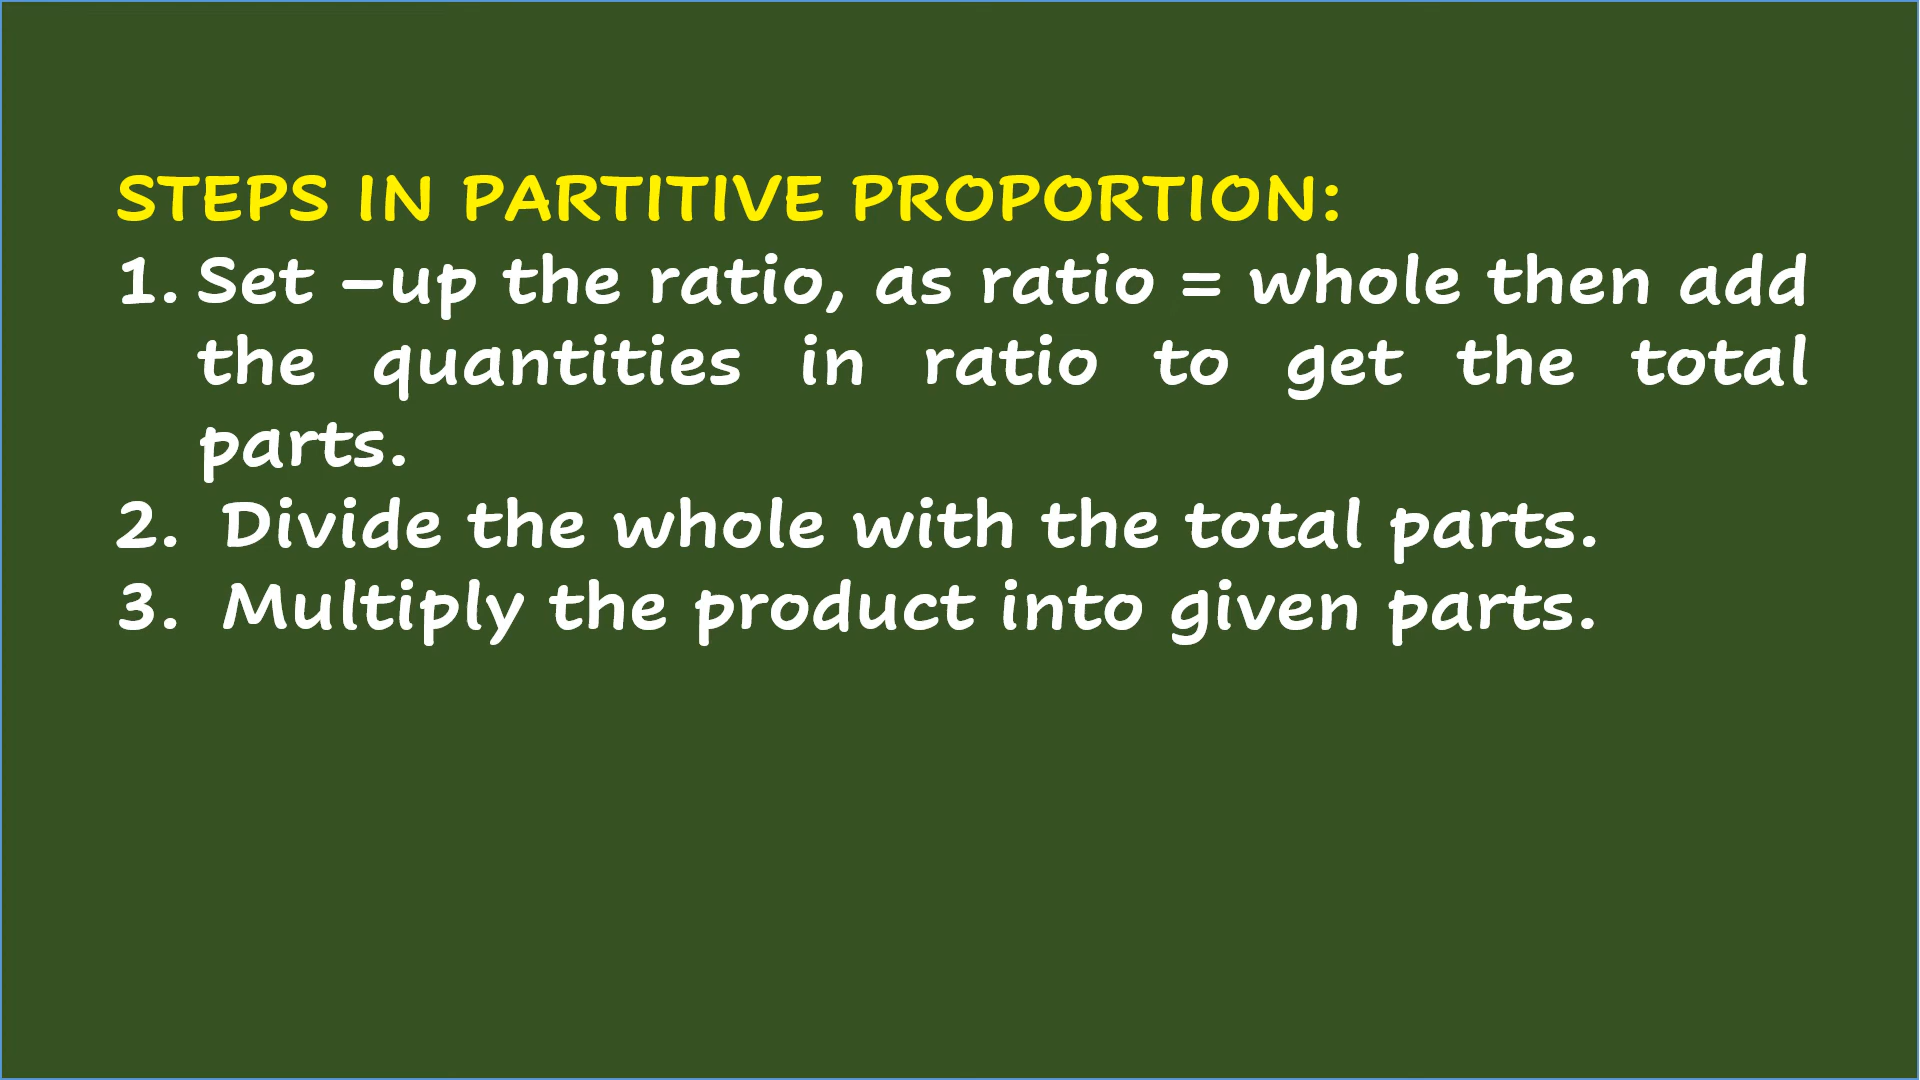 STEPS IN PARTITIVE PROPORTION:
1. Set –up the ratio, as ratio = whole then add
the quantities in ratio to get the total
parts.
2. Divide the whole with the total parts.
3. Multiply the product into given parts.